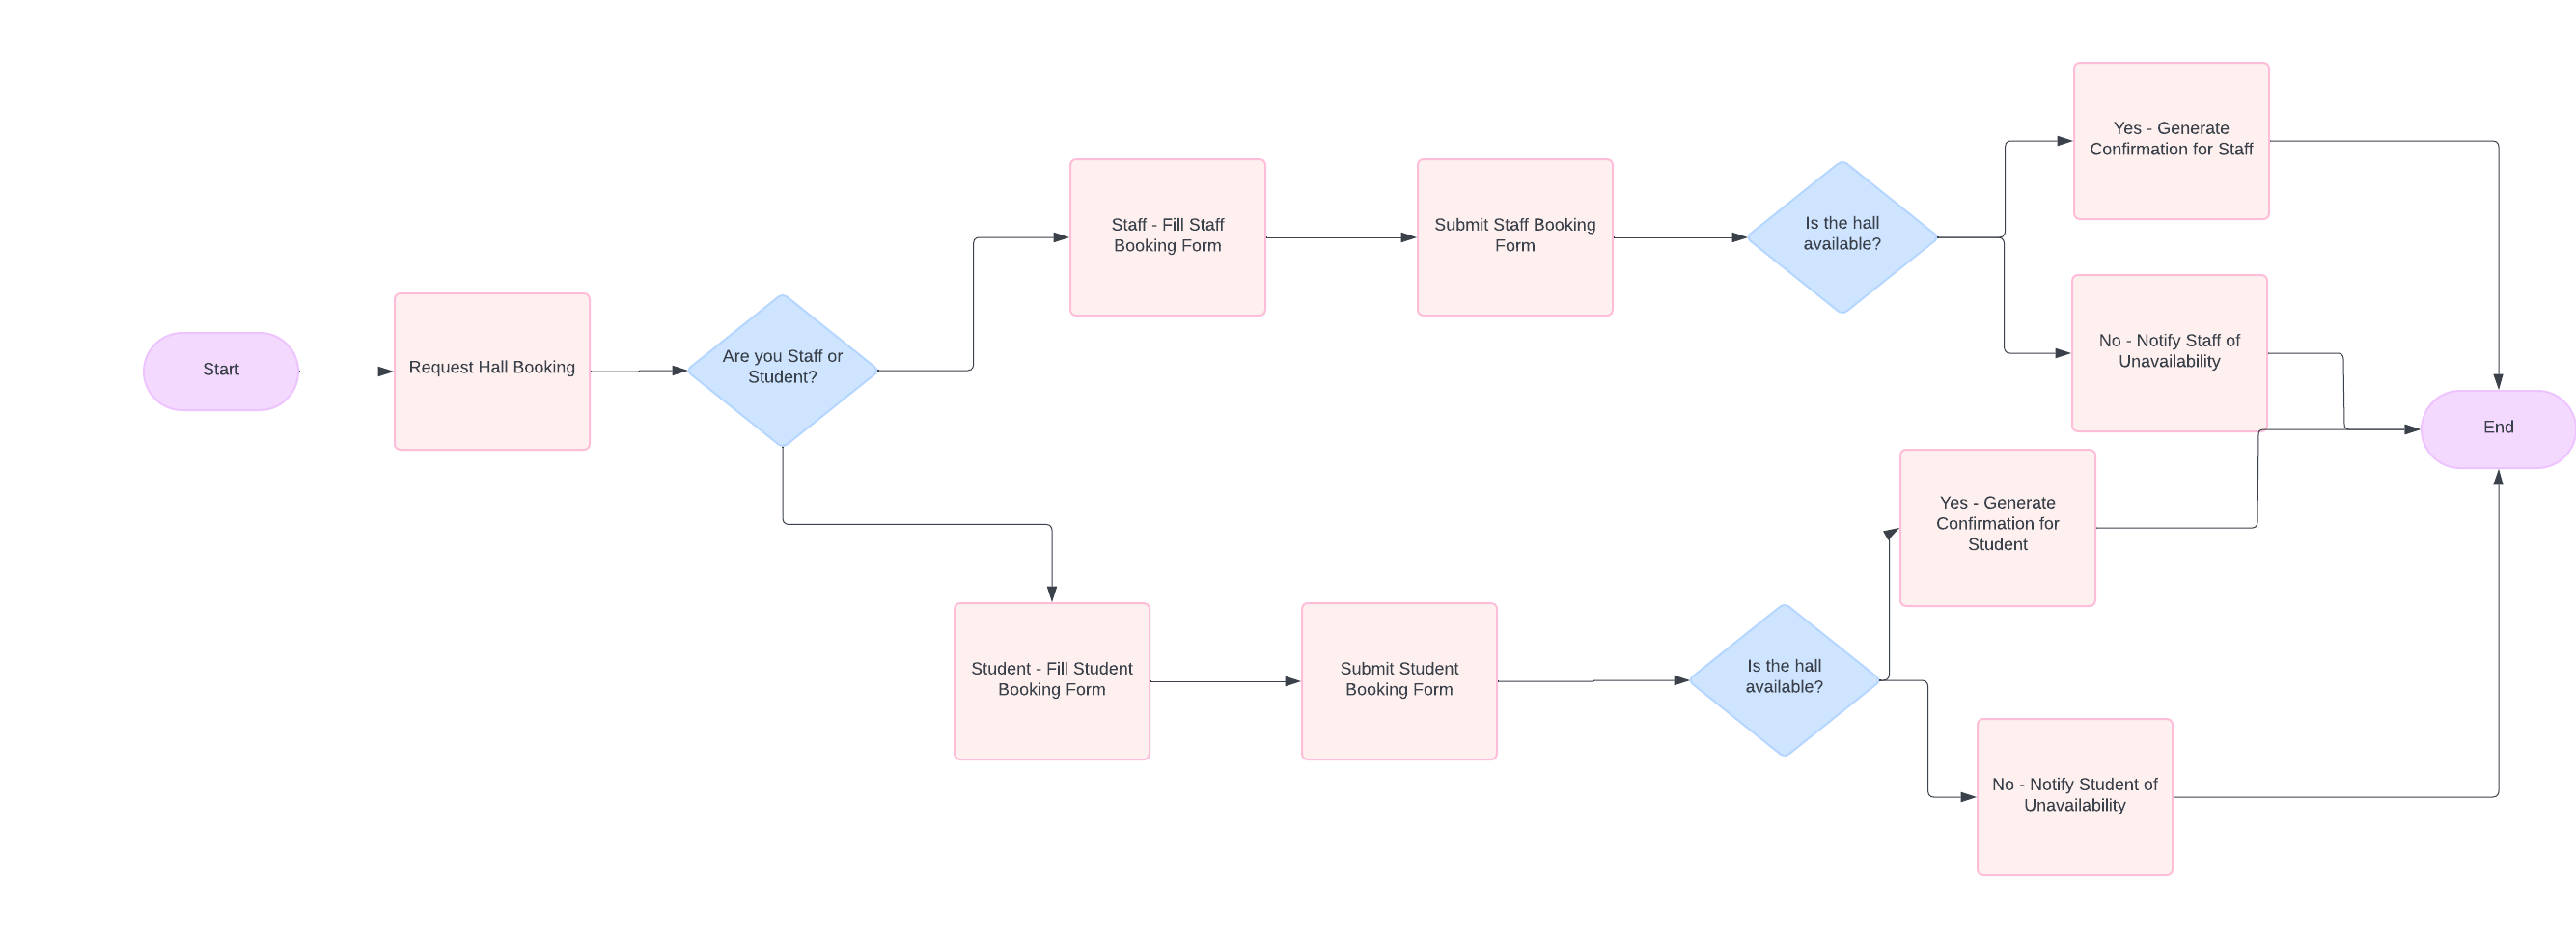 Start
Request Hall Booking
Are you Staff or
Student?
Staff - Fill Staff
Booking Form
Submit Staff Booking
Form
Is the hall
available?
Yes - Generate
Confirmation for Staff
No - Notify Staff of
Unavailability
End
Student - Fill Student
Booking Form
Submit Student
Booking Form
Is the hall
available?
Yes - Generate
Confirmation for
Student
No - Notify Student of
Unavailability